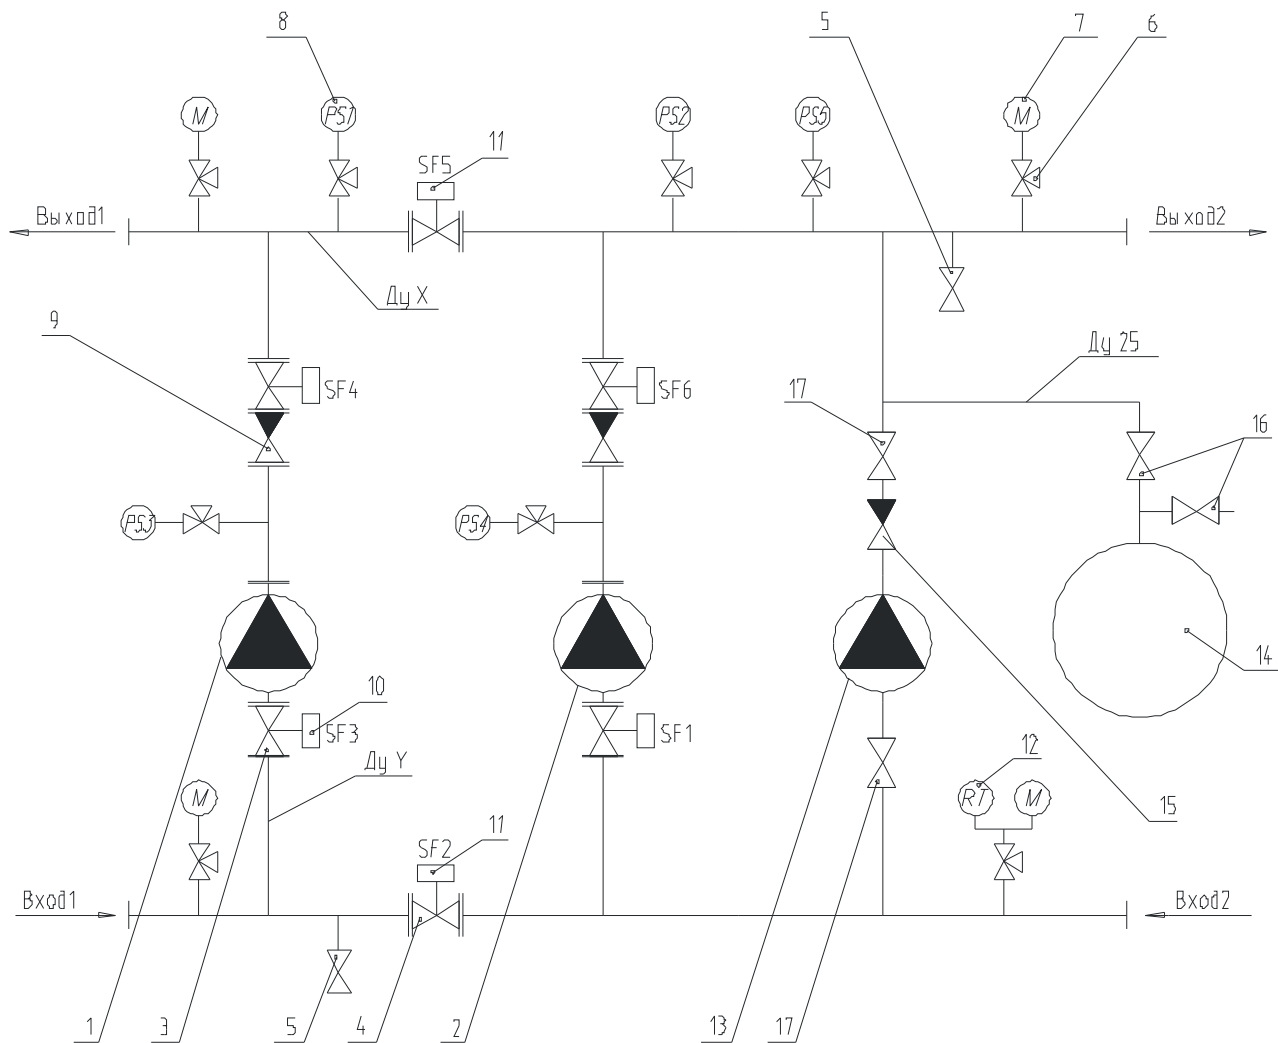 8
5
7
6
M
PS1
PS2
PS5
M
11
SF5
Выход1
Выход2
Ду X
9
Ду 25
SF4
SF6
17
16
PS3
PS4
14
10
SF3
SF1
12
Ду Y
M
RT
M
15
11
SF2
Вход1
Вход2
1
3
5
4
2
13
17